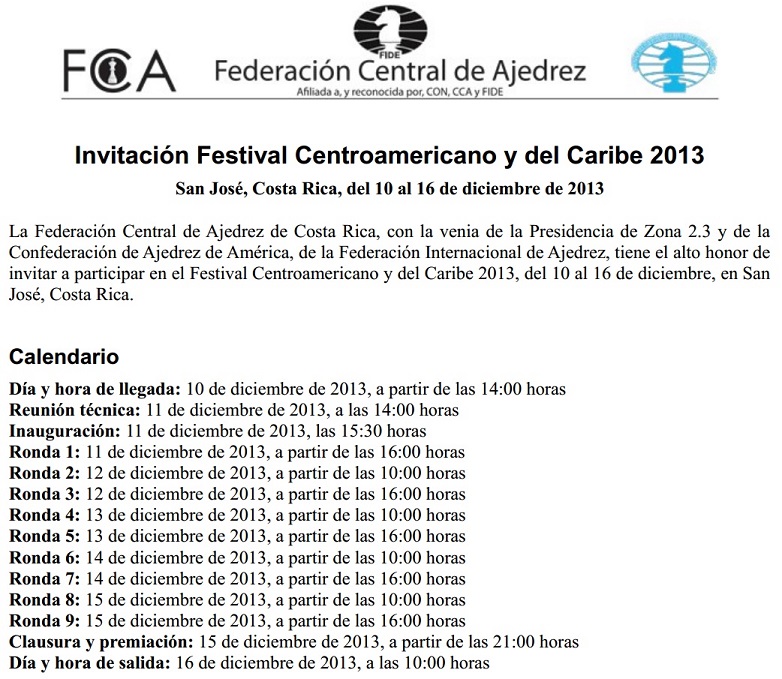 FCA
FIDE
Federación Central de Ajedrez
Afiliada a, y reconocida por, CON, CCA y FIDE
Invitación Festival Centroamericano y del Caribe 2013
San José, Costa Rica, del 10 al 16 de diciembre de 2013
La Federación Central de Ajedrez de Costa Rica, con la venia de la Presidencia de Zona 2.3 y de la
Confederación de Ajedrez de América, de la Federación Internacional de Ajedrez, tiene el alto honor de
invitar a participar en el Festival Centroamericano y del Caribe 2013, del 10 al 16 de diciembre, en San
José, Costa Rica.
Calendario
Día y hora de llegada: 10 de diciembre de 2013, a partir de las 14:00 horas
Reunión técnica: 11 de diciembre de 2013, a las 14:00 horas
Inauguración: 11 de diciembre de 2013, las 15:30 horas
Ronda 1: 11 de diciembre de 2013, a partir de las 16:00 horas
Ronda 2: 12 de diciembre de 2013, a partir de las 10:00 horas
Ronda 3: 12 de diciembre de 2013, a partir de las 16:00 horas
Ronda 4: 13 de diciembre de 2013, a partir de las 10:00 horas
Ronda 5: 13 de diciembre de 2013, a partir de las 16:00 horas
Ronda 6: 14 de diciembre de 2013, a partir de las 10:00 horas
Ronda 7: 14 de diciembre de 2013, a partir de las 16:00 horas
Ronda 8: 15 de diciembre de 2013, a partir de las 10:00 horas
Ronda 9: 15 de diciembre de 2013, a partir de las 16:00 horas
Clausura y premiación: 15 de diciembre de 2013, a partir de las 21:00 horas
Día y hora de salida: 16 de diciembre de 2013, a las 10:00 horas